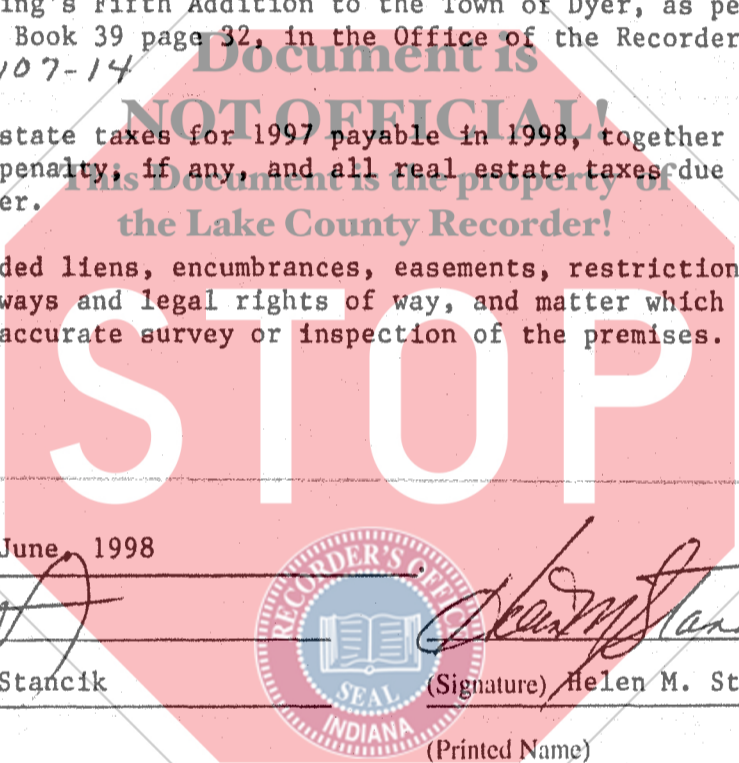 ing's Fifth Addition to the Town of Dyer, as pe
Book 39 page 32, in the Office of the Recorder
107-14
Document is
NOT OFFICIAL!
state taxes for 1997 payable in 1998, together
penalty, if any, and all real estate taxes due
This Document is the property of
er.
the Lake County Recorder!
ded liens, encumbrances, easements, restriction
ways and legal rights of way, and matter which
accurate survey or inspection of the premises.
STOP
June, 1998
RECORDER'S OFFICE
SEAL
INDIANA
Helen M Stan
Stancik
(Signature) Helen M. St
(Printed Name)